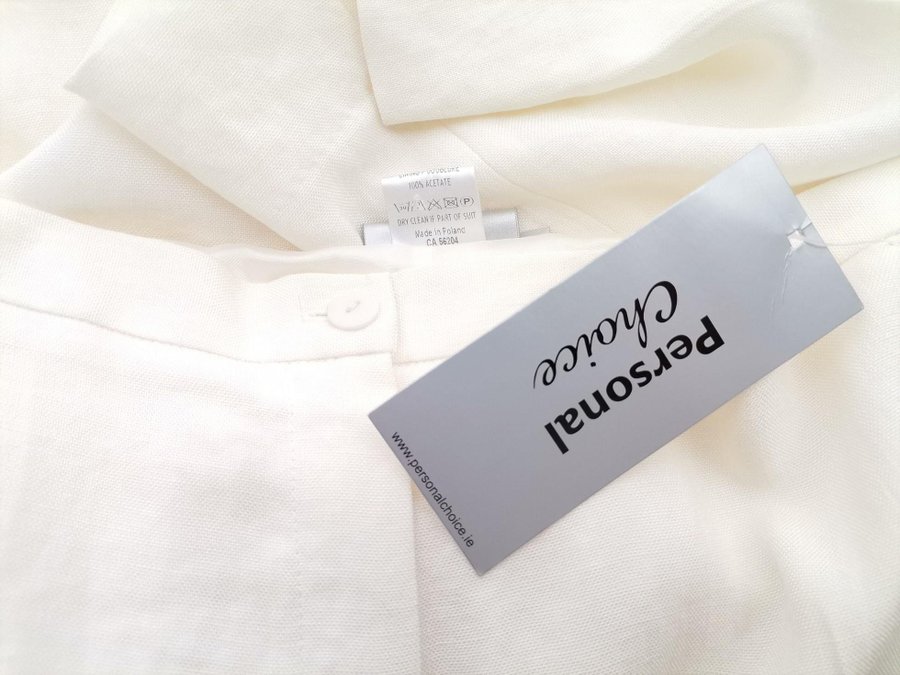 100% ACETATE
(P)
DRY CLEAN IF PART OF SUIT
Made in Poland
CA 56204
Personal
Choice
www.personalchoice.ie